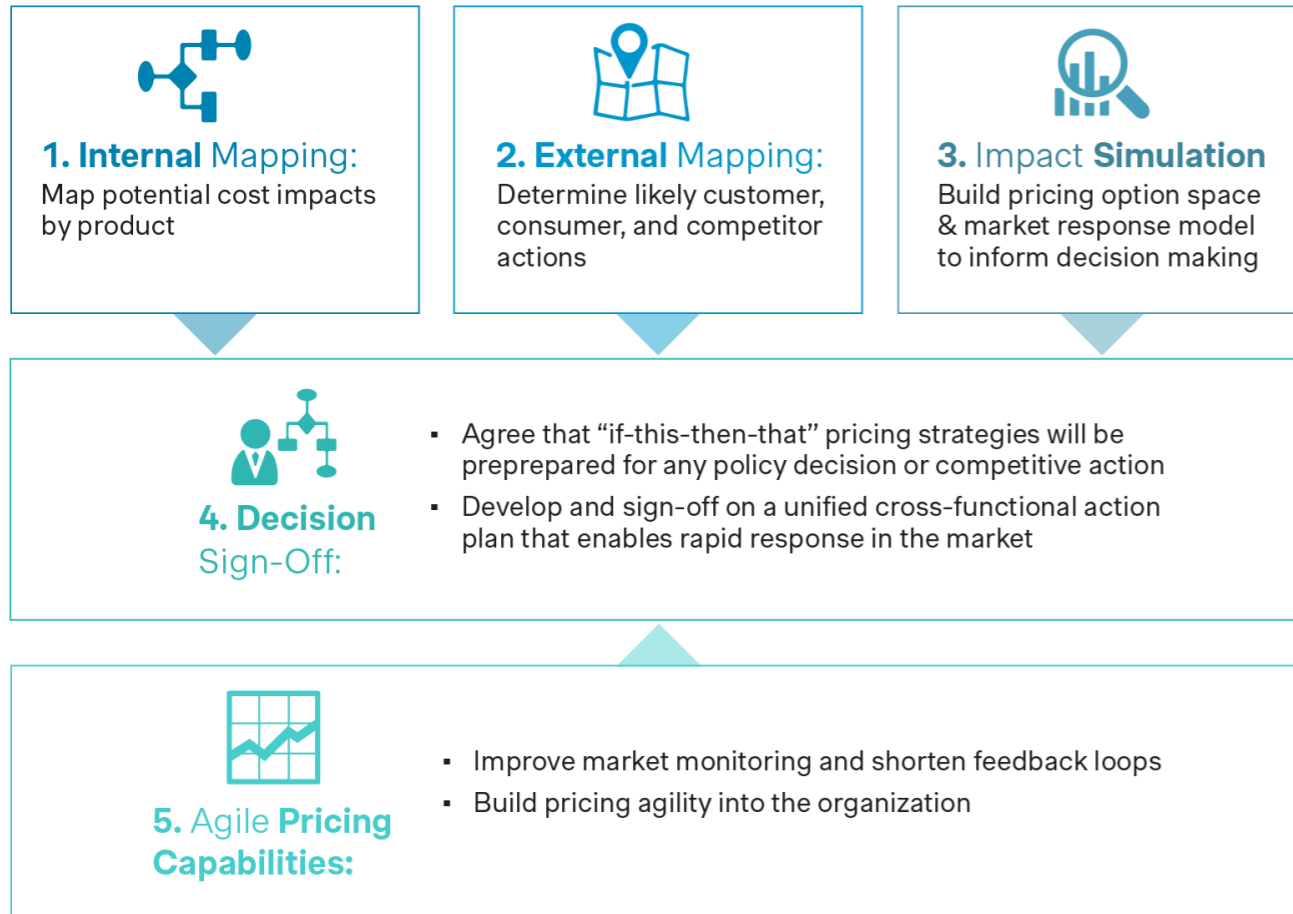 1. Internal Mapping:
Map potential cost impacts
by product
2. External Mapping:
Determine likely customer,
consumer, and competitor
actions
3. Impact Simulation
Build pricing option space
& market response model
to inform decision making
4. Decision
Sign-Off:
▪ Agree that “if-this-then-that” pricing strategies will be
preprepared for any policy decision or competitive action
▪ Develop and sign-off on a unified cross-functional action
plan that enables rapid response in the market
5. Agile Pricing
Capabilities:
▪ Improve market monitoring and shorten feedback loops
▪ Build pricing agility into the organization